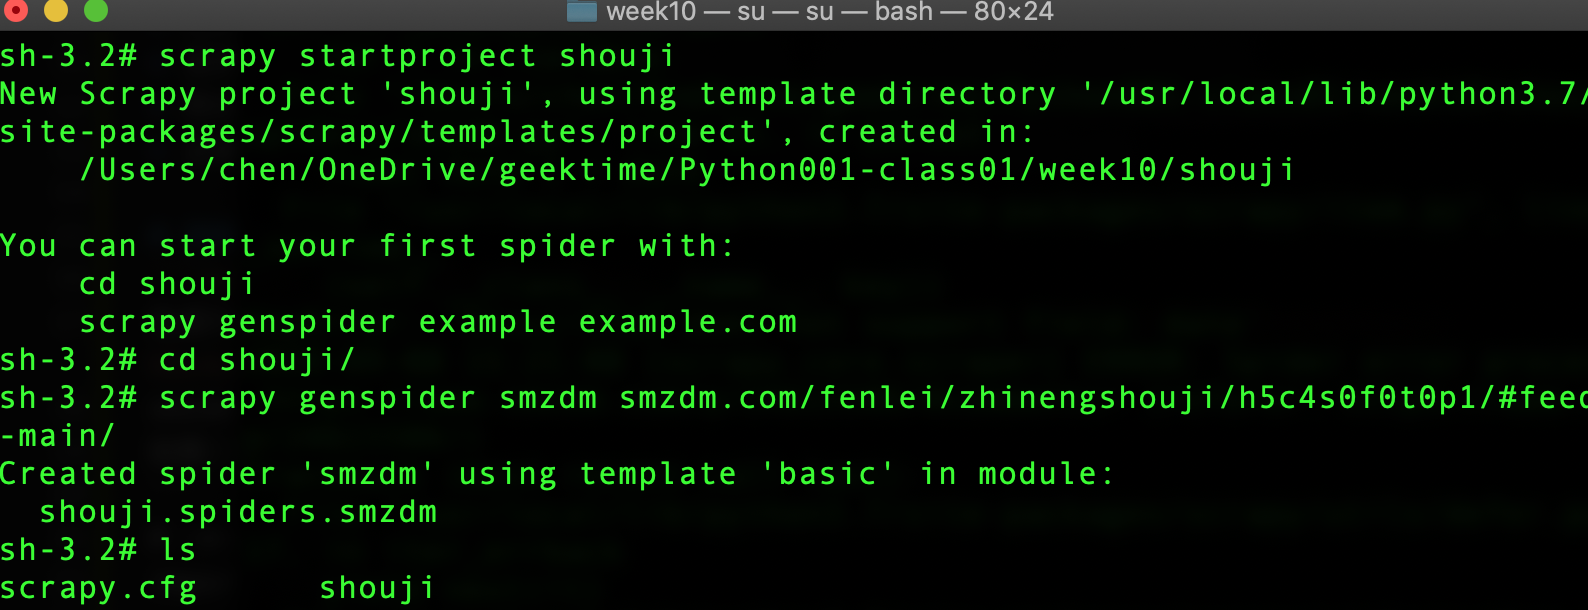 week10 — su — su — bash — 80×24
sh-3.2# scrapy startproject shouji
New Scrapy project 'shouji', using template directory '/usr/local/lib/python3.7/
site-packages/scrapy/templates/project', created in:
    /Users/chen/OneDrive/geektime/Python001-class01/week10/shouji

You can start your first spider with:
    cd shouji
    scrapy genspider example example.com
sh-3.2# cd shouji/
sh-3.2# scrapy genspider smzdm smzdm.com/fenlei/zhinengshouji/h5c4s0f0t0p1/#feed
-main/
Created spider 'smzdm' using template 'basic' in module:
  shouji.spiders.smzdm
sh-3.2# ls
scrapy.cfg      shouji